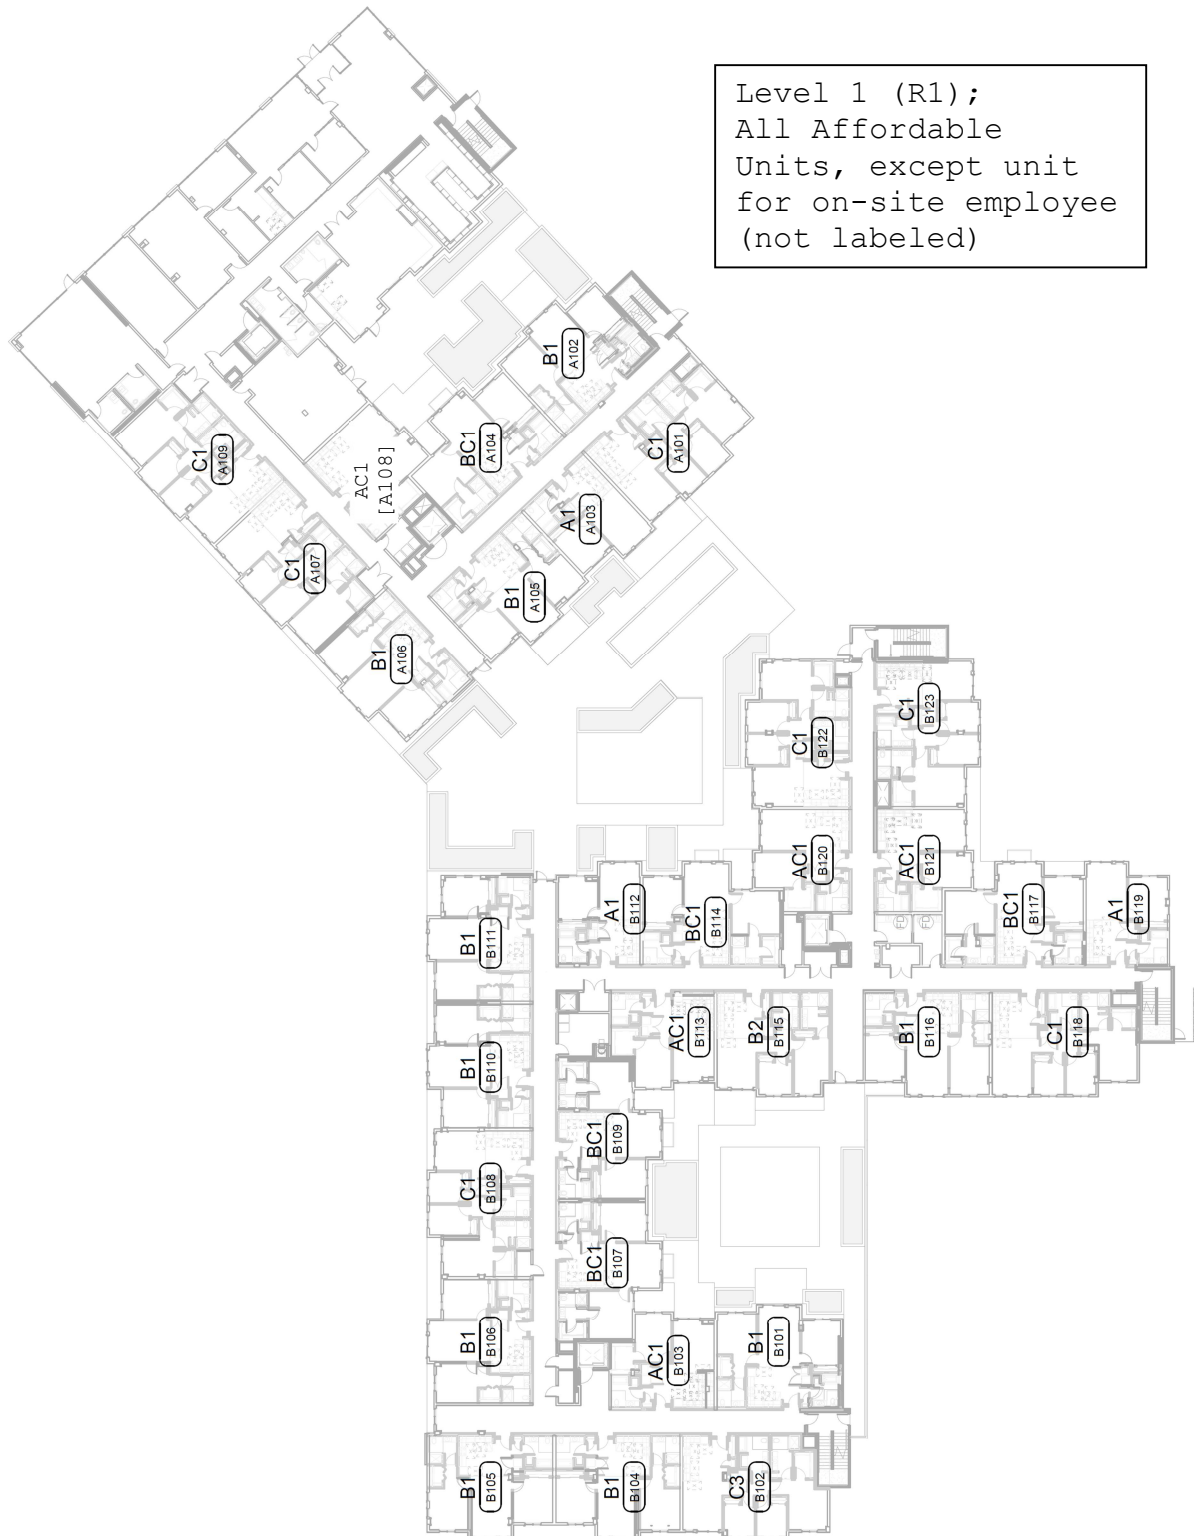 Level 1 (R1);
All Affordable
Units, except unit
for on-site employee
(not labeled)
B1
A102
C1
A101
BC1
A104
C1
A109
AC1
[A108]
A1
A103
C1
A107
B1
A105
B1
A106
C1
B123
C1
B122
AC1
B120
AC1
B121
A1
B112
BC1
B114
BC1
B117
A1
B119
B1
B111
B1
B110
AC1
B113
B2
B115
B1
B116
C1
B118
BC1
B109
C1
B108
BC1
B107
B1
B106
AC1
B103
B1
B101
B1
B105
B1
B104
C3
B102